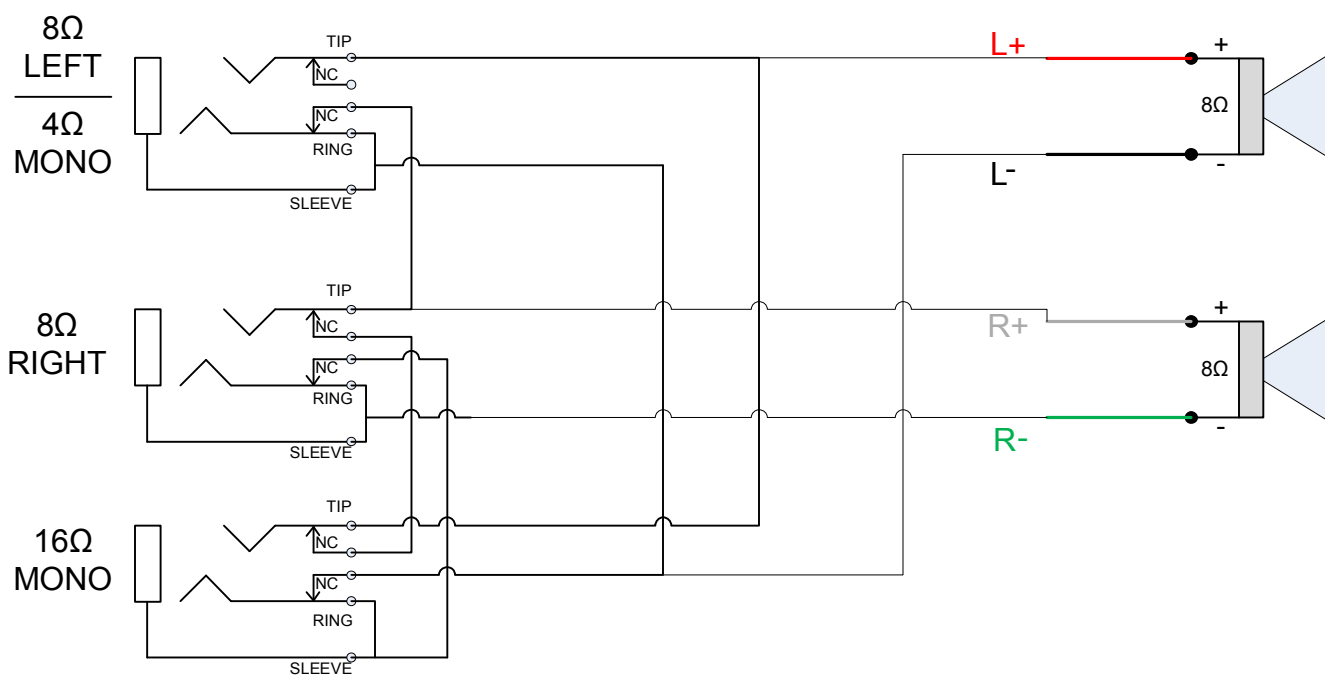 8Ω
LEFT
4Ω
MONO
TIP
NC
NC
RING
SLEEVE
L+
+
8Ω
L-
-
8Ω
RIGHT
TIP
NC
NC
RING
SLEEVE
R+
+
8Ω
R-
-
16Ω
MONO
TIP
NC
NC
RING
SLEEVE